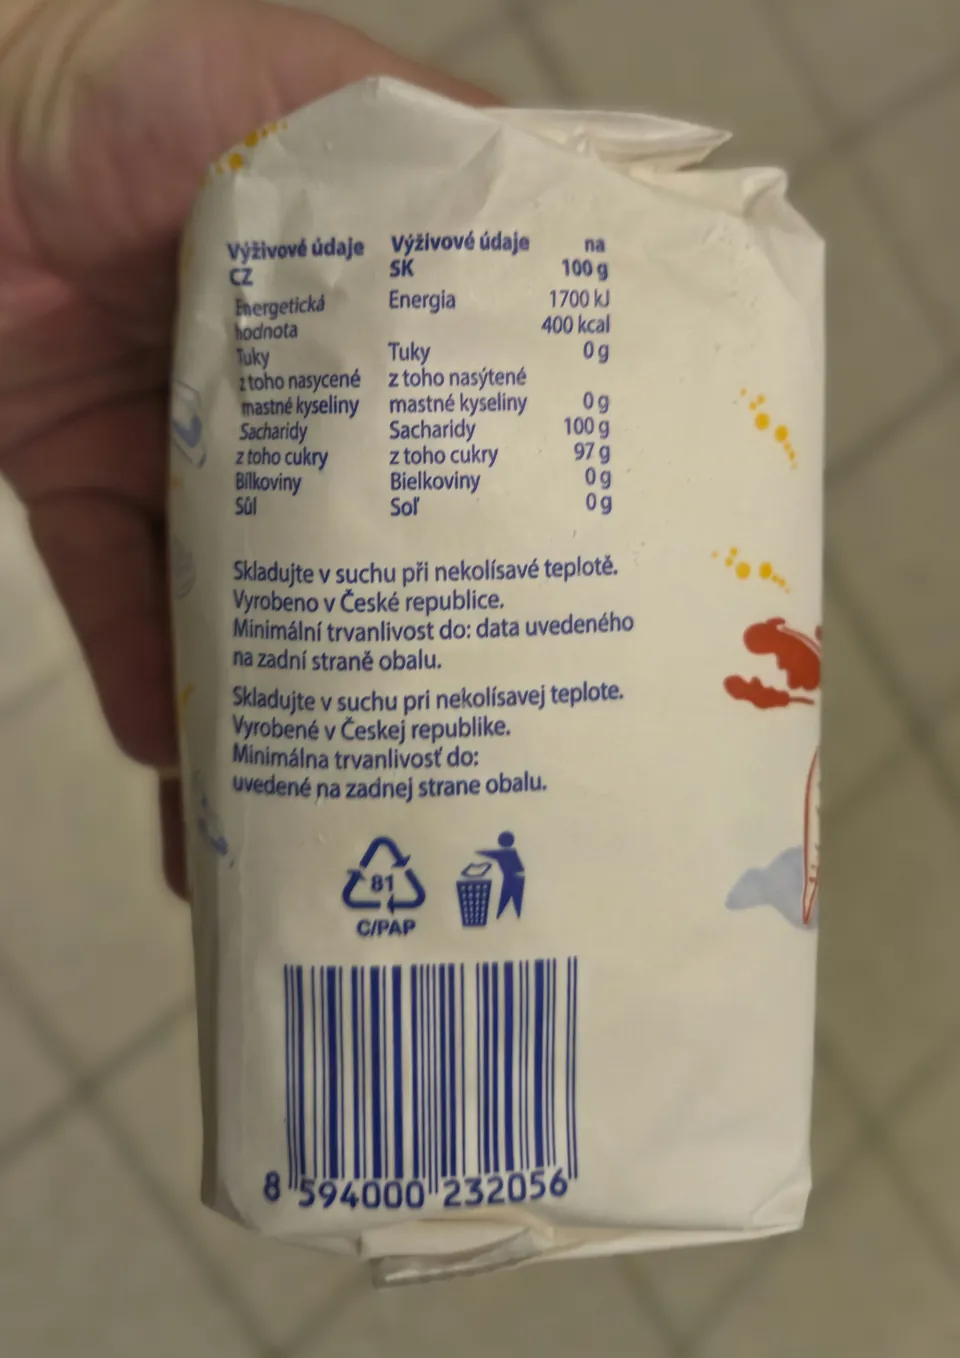 Výživové údaje CZ Výživové údaje SK na 100 g
Energetická hodnota Energia 1700 kJ
400 kcal
Tuky Tuky 0 g
z toho nasycené z toho nasýtené
mastné kyseliny mastné kyseliny 0 g
Sacharidy Sacharidy 100 g
z toho cukry z toho cukry 97 g
Bílkoviny Bielkoviny 0 g
Sůl Soľ 0 g
Skladujte v suchu při nekolísavé teplotě.
Vyrobeno v České republice.
Minimální trvanlivost do: data uvedeného
na zadní straně obalu.
Skladujte v suchu pri nekolísavej teplote.
Vyrobené v Českej republike.
Minimálna trvanlivosť do:
uvedené na zadnej strane obalu.
81
C/PAP
8 594000 232056